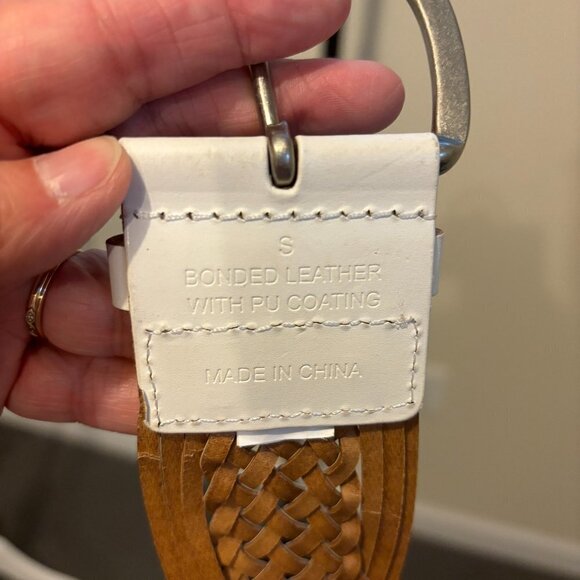 S
BONDED LEATHER
WITH PU COATING
MADE IN CHINA